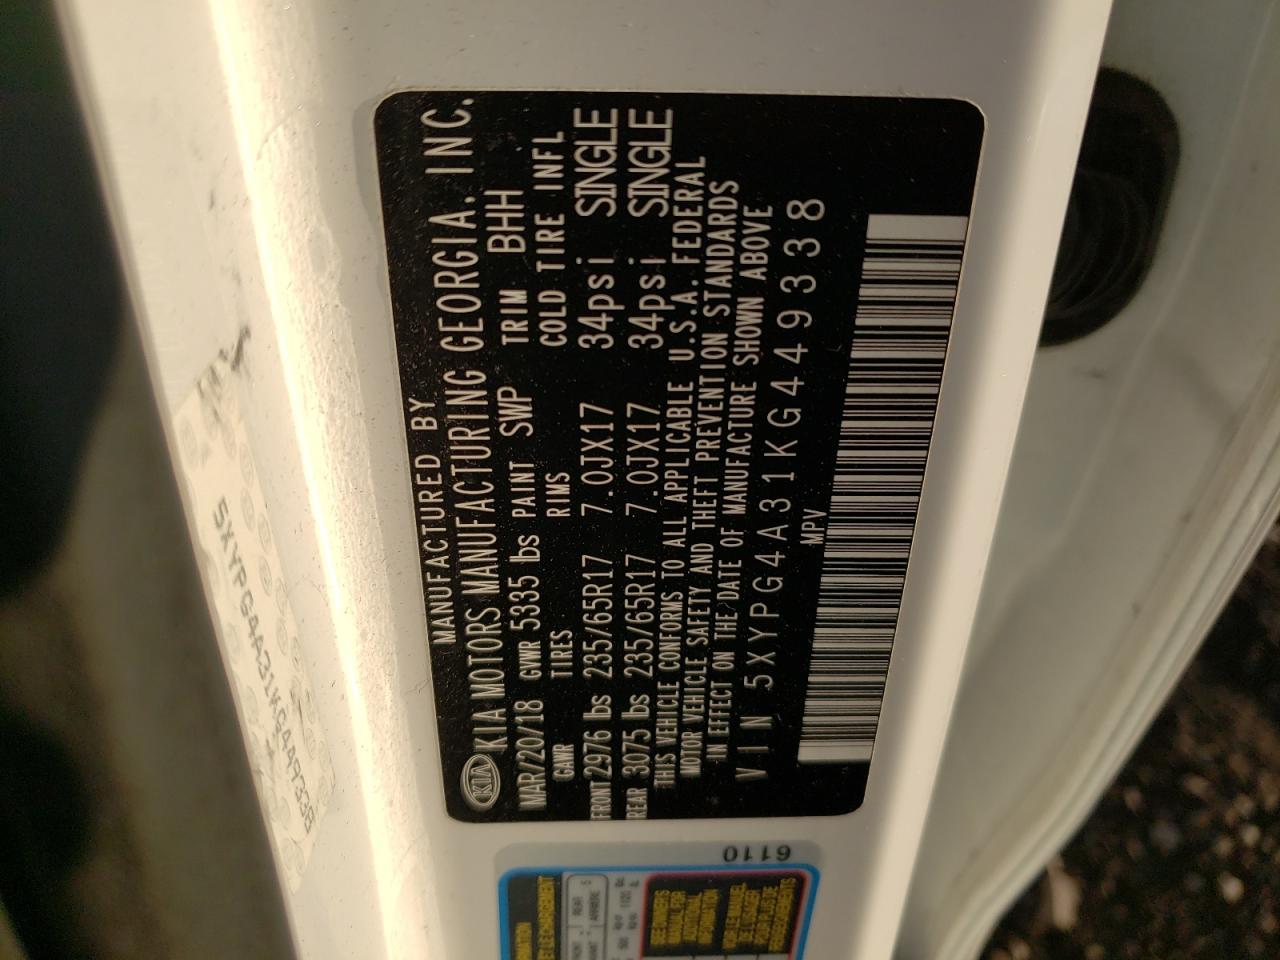 MANUFACTURED BY
KIA KIA MOTORS MANUFACTURING GEORGIA. INC.
MAR/20/18 GVWR 5335 lbs PAINT SWP TRIM BHH
GAWR TIRES RIMS COLD TIRE INFL
FRONT 2976 lbs 235/65R17 7.0JX17 34psi SINGLE
REAR 3075 lbs 235/65R17 7.0JX17 34psi SINGLE
THIS VEHICLE CONFORMS TO ALL APPLICABLE U.S.A. FEDERAL
MOTOR VEHICLE SAFETY AND THEFT PREVENTION STANDARDS
IN EFFECT ON THE DATE OF MANUFACTURE SHOWN ABOVE
VIN 5XYPG4A31KG449338
MPV
5XYPG4A31KG449338
6110